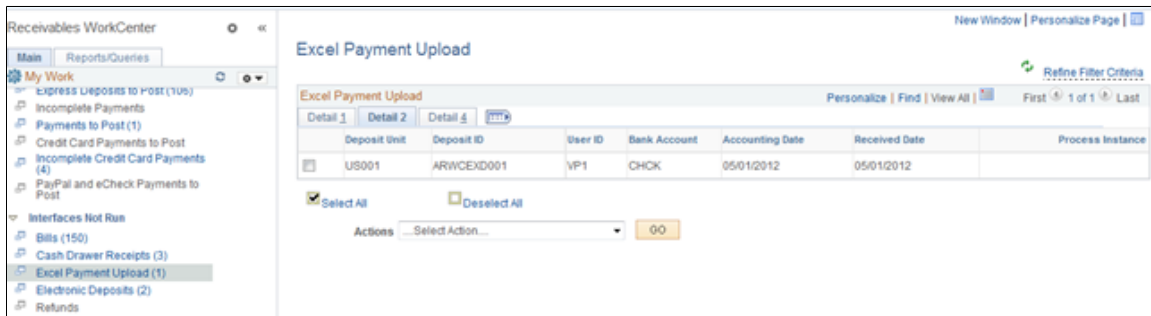 New Window | Personalize Page |
Receivables WorkCenter
Main Reports/Queries
My Work
Express Deposits to Post (105)
Incomplete Payments
Payments to Post (1)
Credit Card Payments to Post
Incomplete Credit Card Payments
(4)
PayPal and eCheck Payments to
Post
Interfaces Not Run
Bills (150)
Cash Drawer Receipts (3)
Excel Payment Upload (1)
Electronic Deposits (2)
Refunds
Excel Payment Upload
Refine Filter Criteria
Excel Payment Upload Personalize | Find | View All | First 1 of 1 Last
Detail 1 Detail 2 Detail 4
Deposit Unit Deposit ID User ID Bank Account Accounting Date Received Date Process Instance
US001 ARWCEXD001 VP1 CHCK 05/01/2012 05/01/2012
Select All Deselect All
Actions ....Select Action.... GO